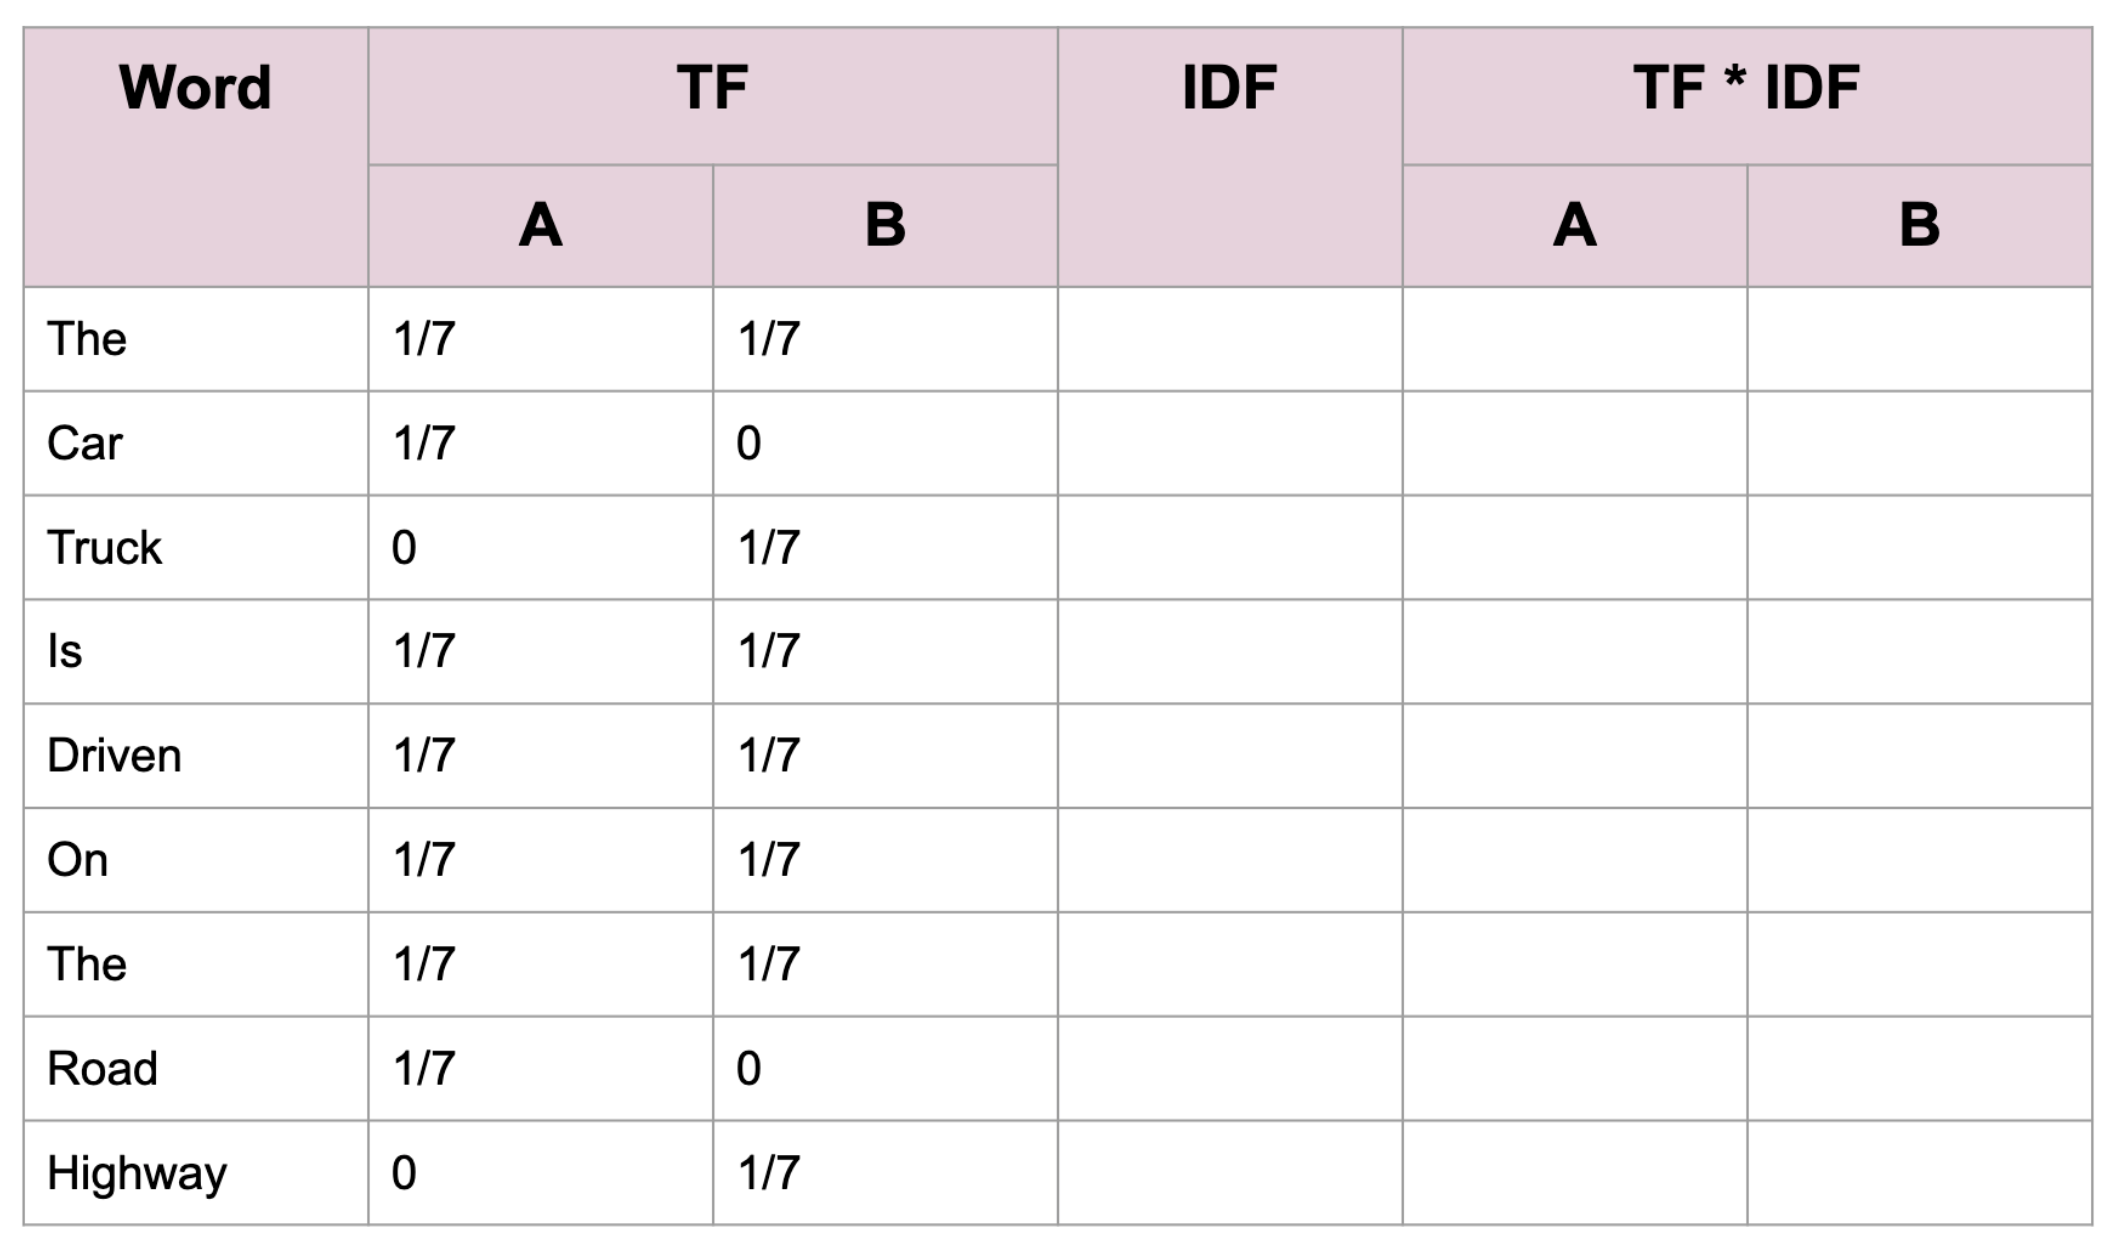 Word TF IDF TF * IDF
A B A B
The 1/7 1/7
Car 1/7 0
Truck 0 1/7
Is 1/7 1/7
Driven 1/7 1/7
On 1/7 1/7
The 1/7 1/7
Road 1/7 0
Highway 0 1/7